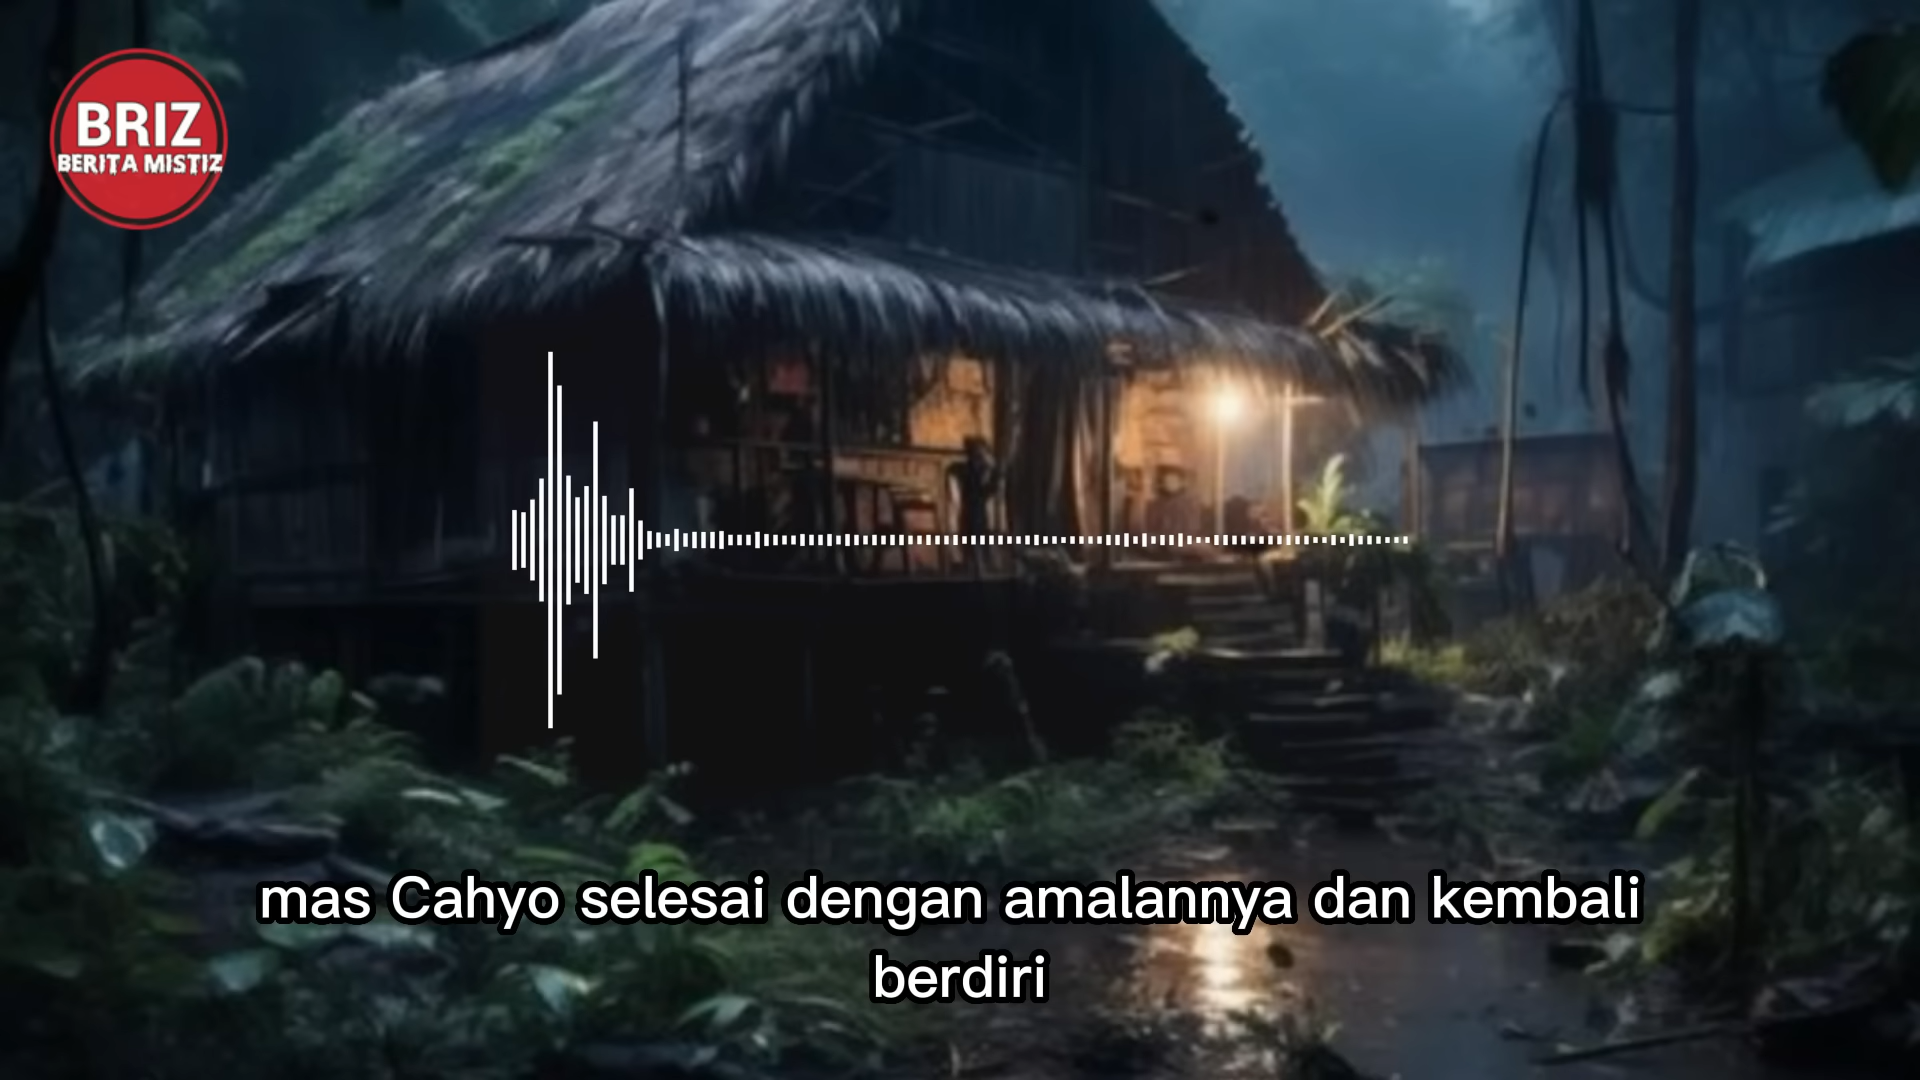 BRIZ
BERITA MISTIZ
mas Cahyo selesai dengan amalannya dan kembali
berdiri